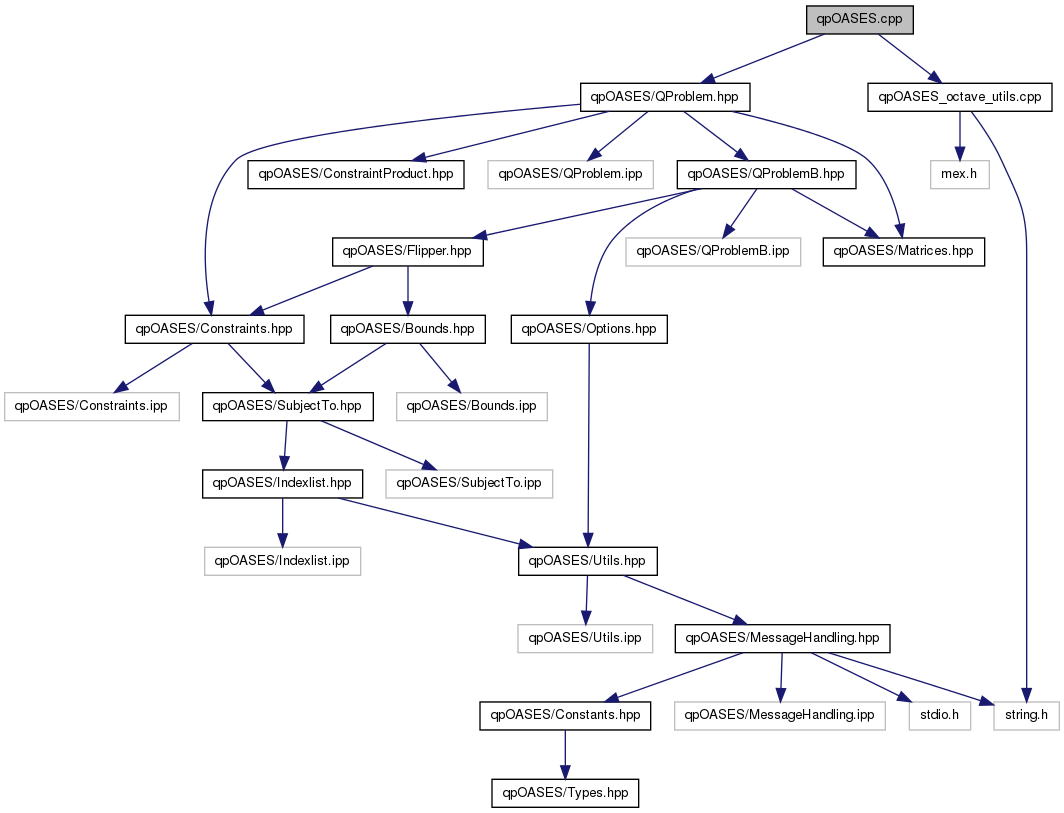 qpOASES.cpp
qpOASES/QProblem.hpp
qpOASES_octave_utils.cpp
qpOASES/ConstraintProduct.hpp
qpOASES/QProblem.ipp
qpOASES/QProblemB.hpp
mex.h
qpOASES/Flipper.hpp
qpOASES/QProblemB.ipp
qpOASES/Matrices.hpp
qpOASES/Constraints.hpp
qpOASES/Bounds.hpp
qpOASES/Options.hpp
qpOASES/Constraints.ipp
qpOASES/SubjectTo.hpp
qpOASES/Bounds.ipp
qpOASES/Indexlist.hpp
qpOASES/SubjectTo.ipp
qpOASES/Indexlist.ipp
qpOASES/Utils.hpp
qpOASES/Utils.ipp
qpOASES/MessageHandling.hpp
qpOASES/Constants.hpp
qpOASES/MessageHandling.ipp
stdio.h
string.h
qpOASES/Types.hpp